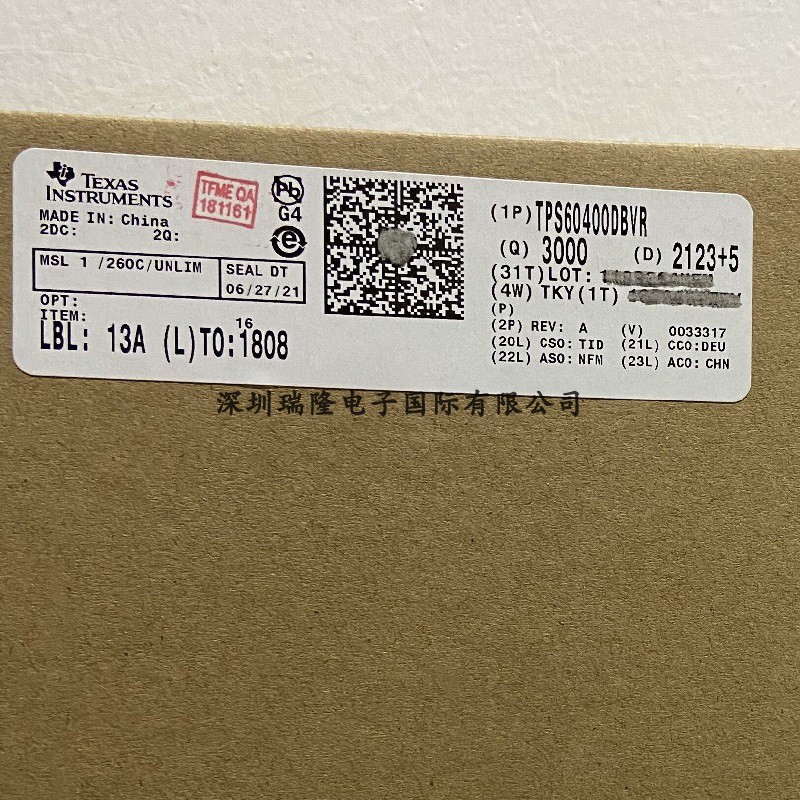 TEXAS
INSTRUMENTS
MADE IN: China
2DC: 2Q:
TFME QA
181161
Pb
G4
e
MSL 1 /260C/UNLIM
SEAL DT
06/27/21
OPT:
ITEM:
16
LBL: 13A (L)TO:1808
(1P)TPS60400DBVR
(Q) 3000 (D) 2123+5
(31T)LOT:
(4W) TKY(1T)
(P)
(2P) REV: A (V) 0033317
(20L) CSO: TID (21L) CCO:DEU
(22L) ASO: NFM (23L) ACO: CHN
深圳瑞隆电子国际有限公司